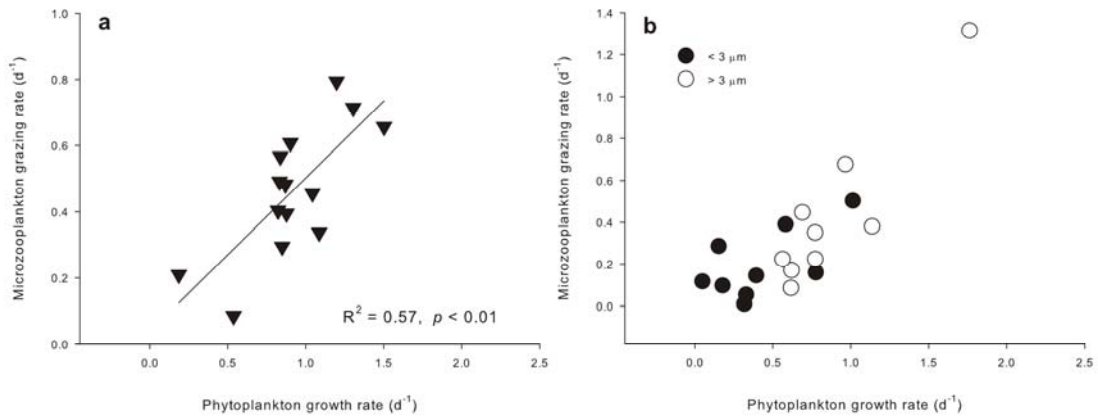 a
1.0
0.8
0.6
0.4
0.2
0.0
Microzooplankton grazing rate (d⁻¹)
R² = 0.57, p < 0.01
0.0 0.5 1.0 1.5 2.0 2.5
Phytoplankton growth rate (d⁻¹)
b
1.4
1.2
1.0
0.8
0.6
0.4
0.2
0.0
Microzooplankton grazing rate (d⁻¹)
< 3 μm
> 3 μm
0.0 0.5 1.0 1.5 2.0 2.5
Phytoplankton growth rate (d⁻¹)